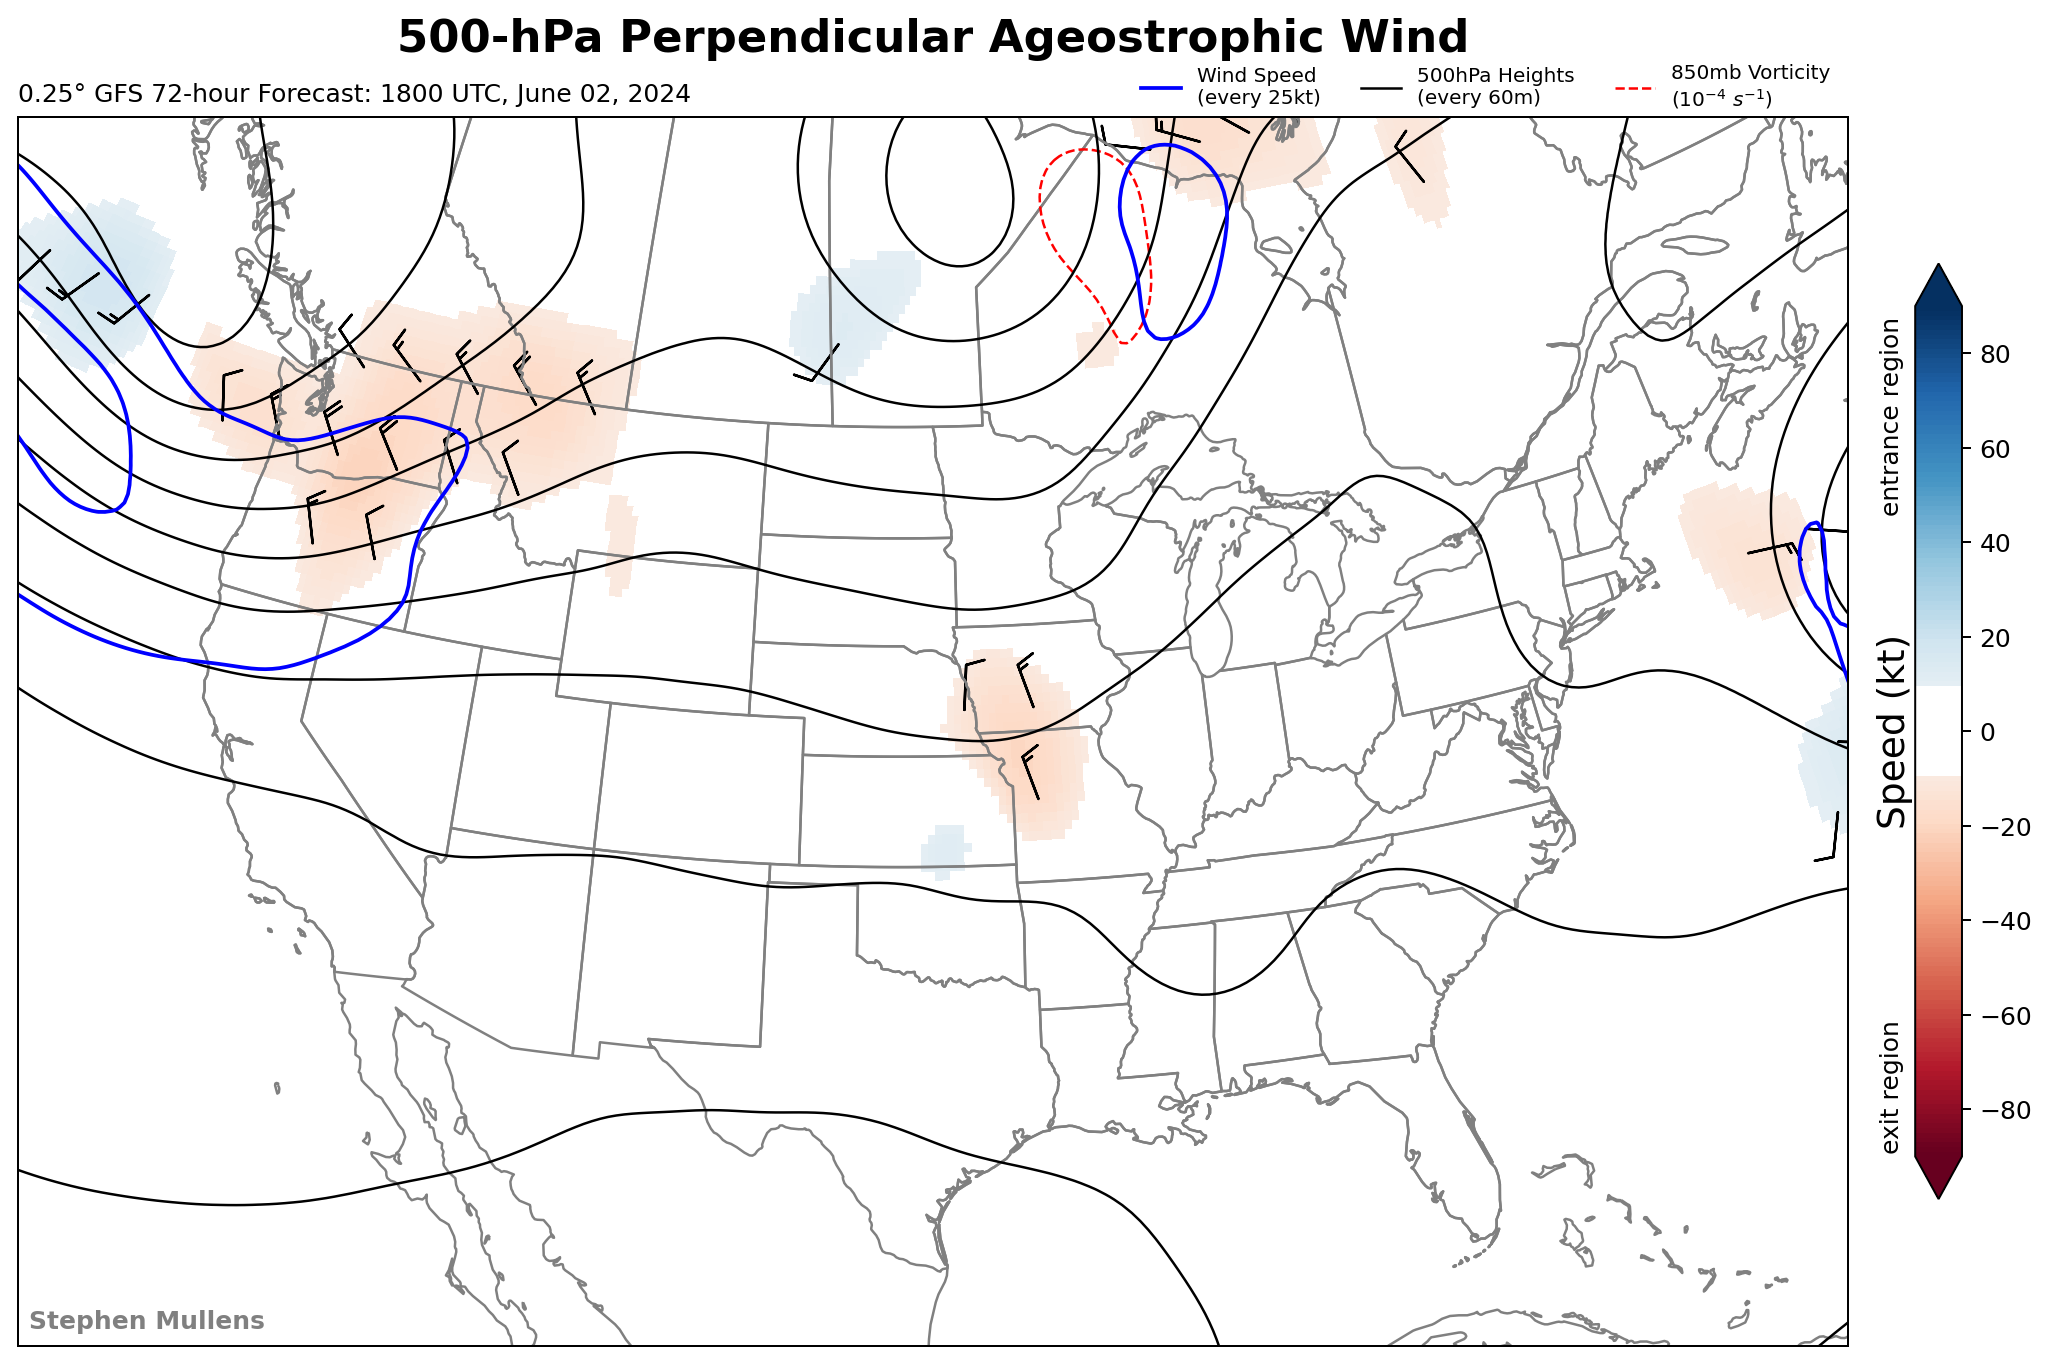 500-hPa Perpendicular Ageostrophic Wind
0.25° GFS 72-hour Forecast: 1800 UTC, June 02, 2024
Wind Speed
(every 25kt)
500hPa Heights
(every 60m)
850mb Vorticity
(10⁻⁴ s⁻¹)
entrance region
Speed (kt)
exit region
80
60
40
20
0
−20
−40
−60
−80
Stephen Mullens